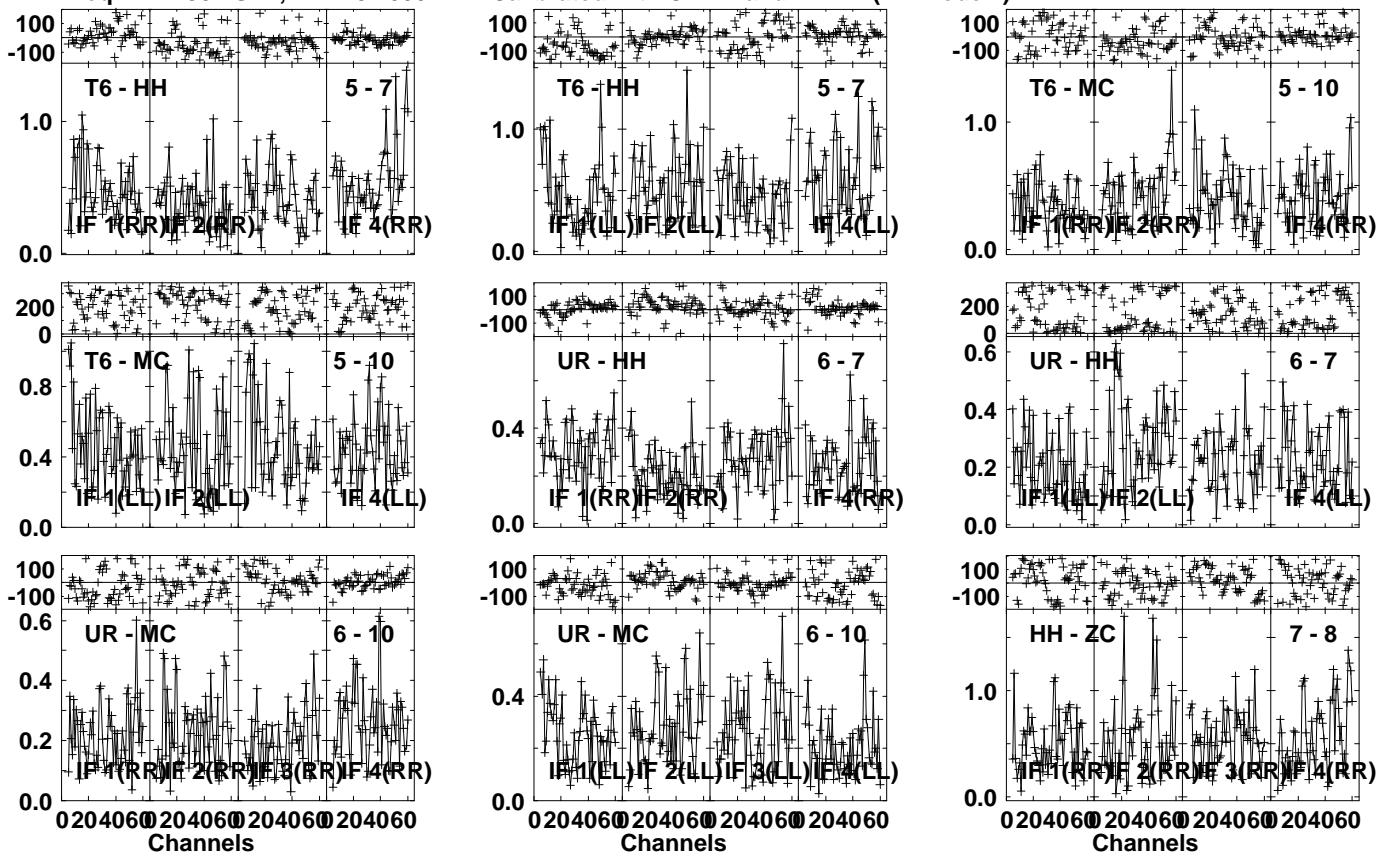 100
-100
T6 - HH 5 - 7
1.0
IF 1(RR) IF 2(RR) IF 4(RR)
0.0
100
-100
T6 - HH 5 - 7
1.0
IF 1(LL) IF 2(LL) IF 4(LL)
0.0
100
-100
T6 - MC 5 - 10
1.0
IF 1(RR) IF 2(RR) IF 4(RR)
0.0
200
0
T6 - MC 5 - 10
0.8
0.4
IF 1(LL) IF 2(LL) IF 4(LL)
0.0
100
-100
UR - HH 6 - 7
0.4
IF 1(RR) IF 2(RR) IF 4(RR)
0.0
200
0
0.6
UR - HH 6 - 7
0.4
0.2
IF 1(LL) IF 2(LL) IF 4(LL)
0.0
100
-100
0.6
UR - MC 6 - 10
0.4
0.2
IF 1(RR) IF 2(RR) IF 3(RR) IF 4(RR)
0.0
0 20 40 60 0 20 40 60 0 20 40 60 0 20 40 60
Channels
100
-100
UR - MC 6 - 10
0.4
IF 1(LL) IF 2(LL) IF 3(LL) IF 4(LL)
0.0
0 20 40 60 0 20 40 60 0 20 40 60 0 20 40 60
Channels
100
-100
HH - ZC 7 - 8
1.0
IF 1(RR) IF 2(RR) IF 3(RR) IF 4(RR)
0.0
0 20 40 60 0 20 40 60 0 20 40 60 0 20 40 60
Channels